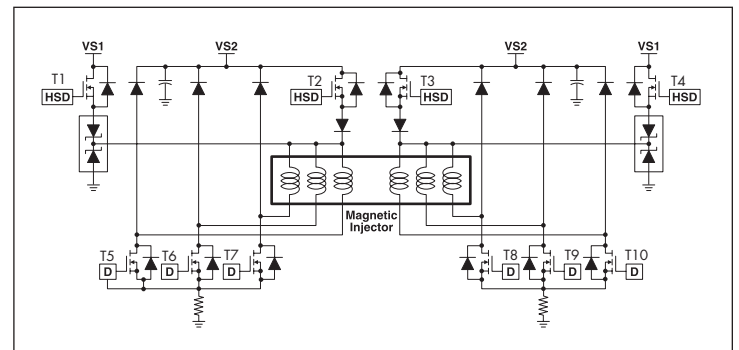 VS1 VS2 VS2 VS1
T1 T2 T3 T4
HSD HSD HSD HSD
Magnetic
Injector
T5 T6 T7 T8 T9 T10
D D D D D D